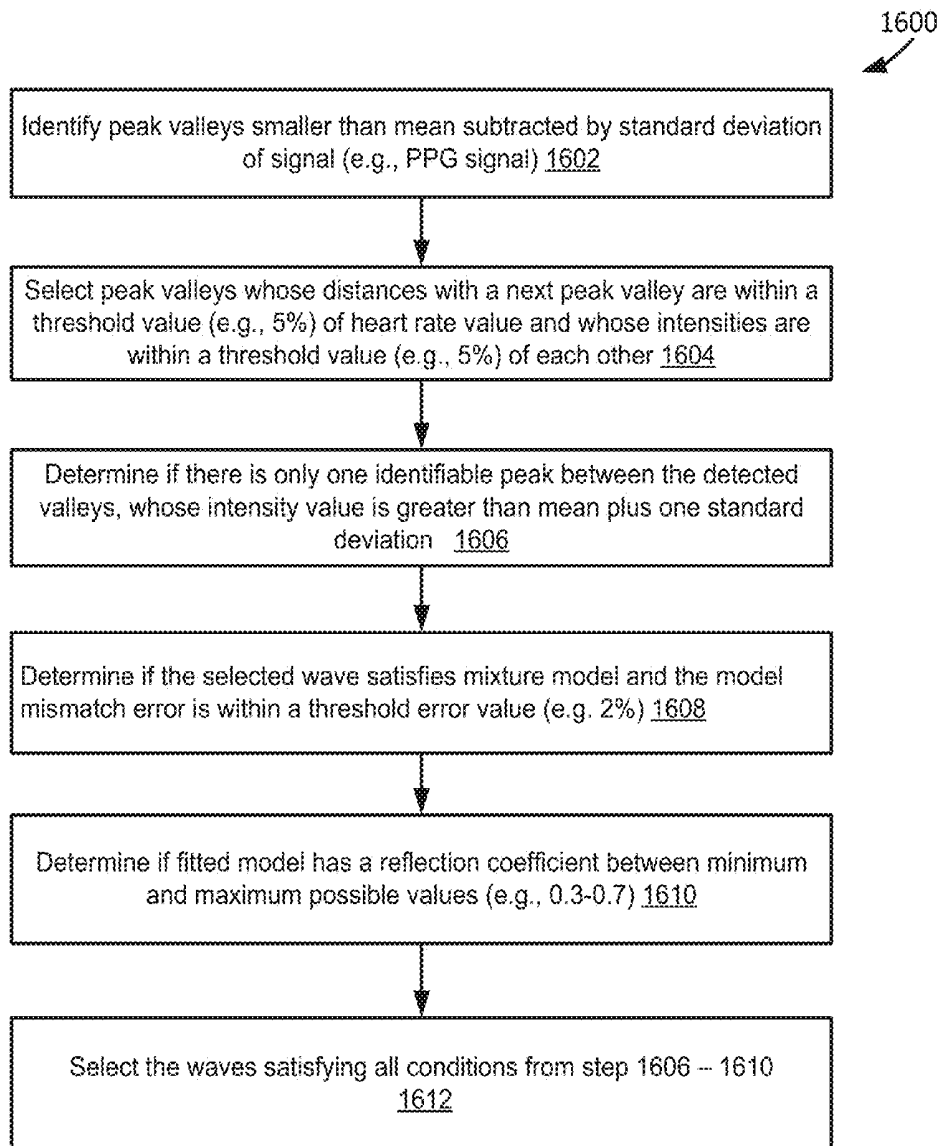 1600
Identify peak valleys smaller than mean subtracted by standard deviation
of signal (e.g., PPG signal) 1602
Select peak valleys whose distances with a next peak valley are within a
threshold value (e.g., 5%) of heart rate value and whose intensities are
within a threshold value (e.g., 5%) of each other 1604
Determine if there is only one identifiable peak between the detected
valleys, whose intensity value is greater than mean plus one standard
deviation 1606
Determine if the selected wave satisfies mixture model and the model
mismatch error is within a threshold error value (e.g. 2%) 1608
Determine if fitted model has a reflection coefficient between minimum
and maximum possible values (e.g., 0.3-0.7) 1610
Select the waves satisfying all conditions from step 1606 – 1610
1612